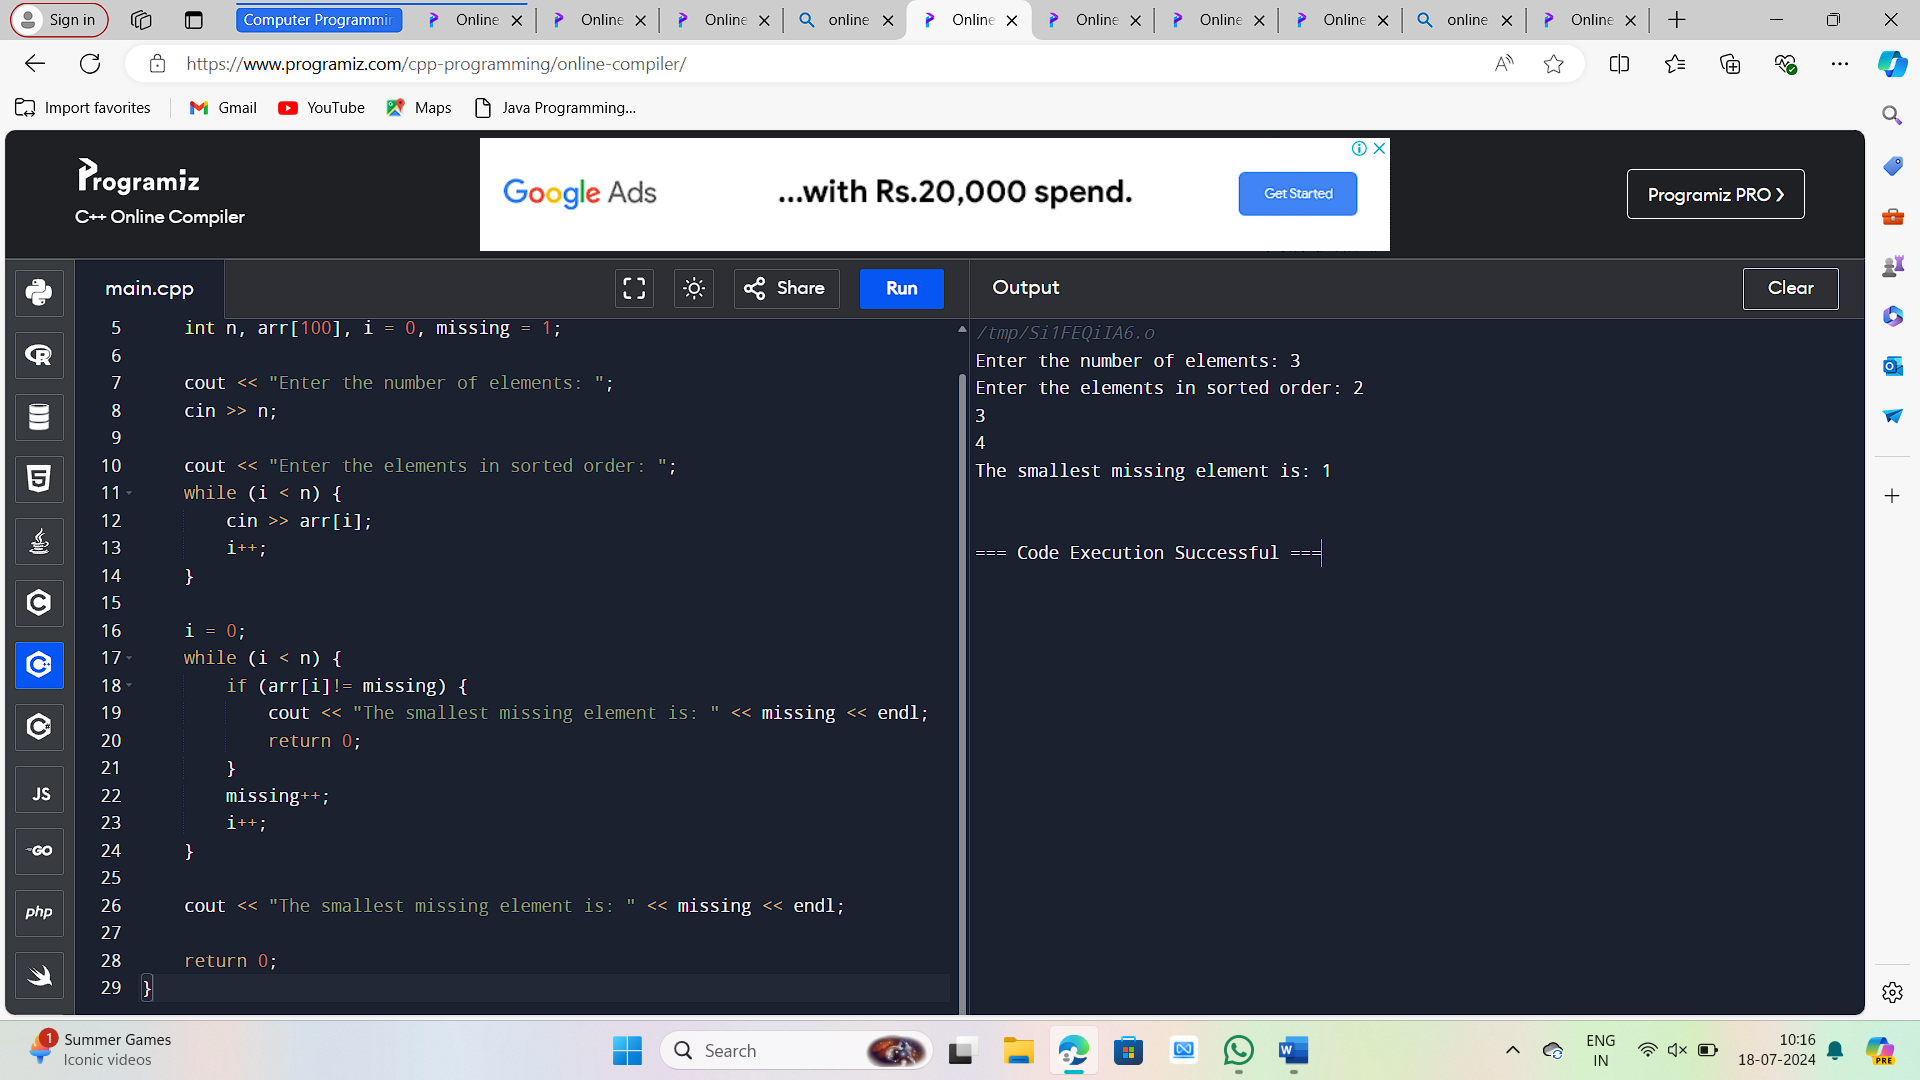 Sign in
Computer Programmin
Online
Online
Online
online
Online
Online
Online
Online
online
Online
https://www.programiz.com/cpp-programming/online-compiler/
Import favorites
Gmail
YouTube
Maps
Java Programming...
Programiz
C++ Online Compiler
Google Ads
...with Rs.20,000 spend.
Get Started
Programiz PRO
main.cpp
Share
Run
Output
Clear
5 int n, arr[100], i = 0, missing = 1;
6
7 cout << "Enter the number of elements: ";
8 cin >> n;
9
10 cout << "Enter the elements in sorted order: ";
11 while (i < n) {
12 cin >> arr[i];
13 i++;
14 }
15
16 i = 0;
17 while (i < n) {
18 if (arr[i]!= missing) {
19 cout << "The smallest missing element is: " << missing << endl;
20 return 0;
21 }
22 missing++;
23 i++;
24 }
25
26 cout << "The smallest missing element is: " << missing << endl;
27
28 return 0;
29 }
/tmp/Si1FEQiIA6.o
Enter the number of elements: 3
Enter the elements in sorted order: 2
3
4
The smallest missing element is: 1
=== Code Execution Successful ===
JS
GO
php
1
Summer Games
Iconic videos
Search
ENG
IN
10:16
18-07-2024
PRE